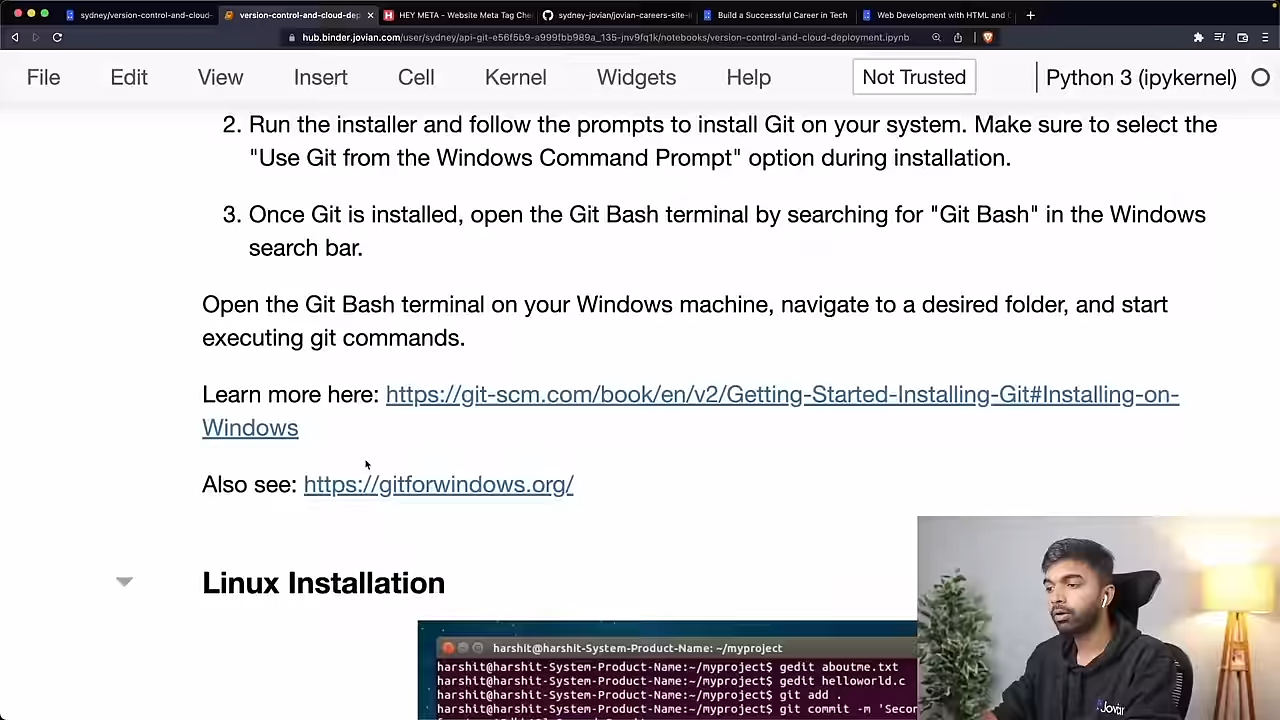 sydney/version-control-and-cloud-
version-control-and-cloud-dep
HEY META - Website Meta Tag Che
sydney-jovian/jovian-careers-site-
Build a Successsful Career in Tech
Web Development with HTML and
hub.binder.jovian.com/user/sydney/api-git-e56f5b9-a999fbb989a_135-jnv9fq1k/notebooks/version-control-and-cloud-deployment.ipynb
File Edit View Insert Cell Kernel Widgets Help Not Trusted Python 3 (ipykernel)
2. Run the installer and follow the prompts to install Git on your system. Make sure to select the
"Use Git from the Windows Command Prompt" option during installation.
3. Once Git is installed, open the Git Bash terminal by searching for "Git Bash" in the Windows
search bar.
Open the Git Bash terminal on your Windows machine, navigate to a desired folder, and start
executing git commands.
Learn more here: https://git-scm.com/book/en/v2/Getting-Started-Installing-Git#Installing-on-
Windows
Also see: https://gitforwindows.org/
Linux Installation
harshit@harshit-System-Product-Name: ~/myproject
harshit@harshit-System-Product-Name:~/myproject$ gedit aboutme.txt
harshit@harshit-System-Product-Name:~/myproject$ gedit helloworld.c
harshit@harshit-System-Product-Name:~/myproject$ git add .
harshit@harshit-System-Product-Name:~/myproject$ git commit -m 'Secon
Jovian